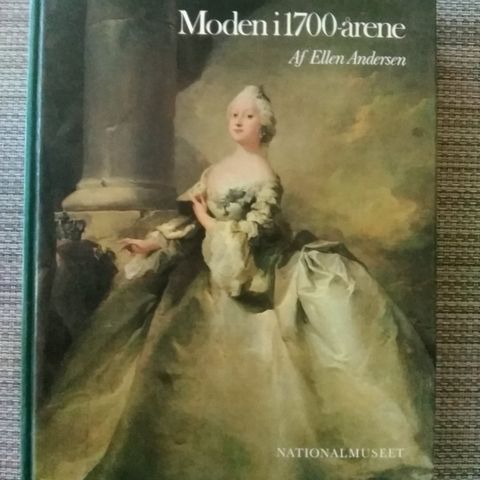 Moden i 1700-årene
Af Ellen Andersen
NATIONALMUSEET